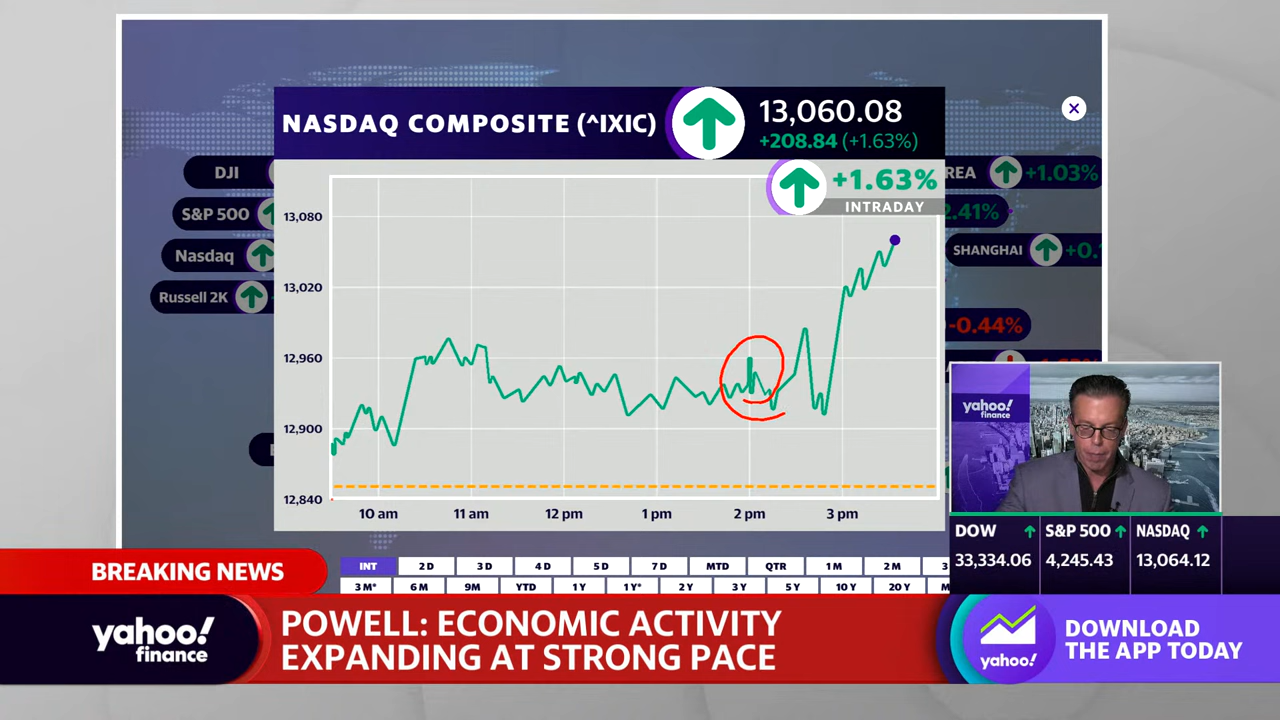 NASDAQ COMPOSITE (^IXIC)
13,060.08
+208.84 (+1.63%)
+1.63%
INTRADAY
DJI
S&P 500
Nasdaq
Russell 2K
+1.03%
SHANGHAI
-0.44%
13,080
13,020
12,960
12,900
12,840
10 am 11 am 12 pm 1 pm 2 pm 3 pm
INT 2 D 3 D 4 D 5 D 7 D MTD QTR 1 M 2 M
3 M* 6 M 9M YTD 1 Y 1 Y* 2 Y 3 Y 5 Y 10 Y 20 Y
yahoo!
finance
DOW S&P 500 NASDAQ
33,334.06 4,245.43 13,064.12
BREAKING NEWS
yahoo!
finance
POWELL: ECONOMIC ACTIVITY
EXPANDING AT STRONG PACE
yahoo!
DOWNLOAD
THE APP TODAY